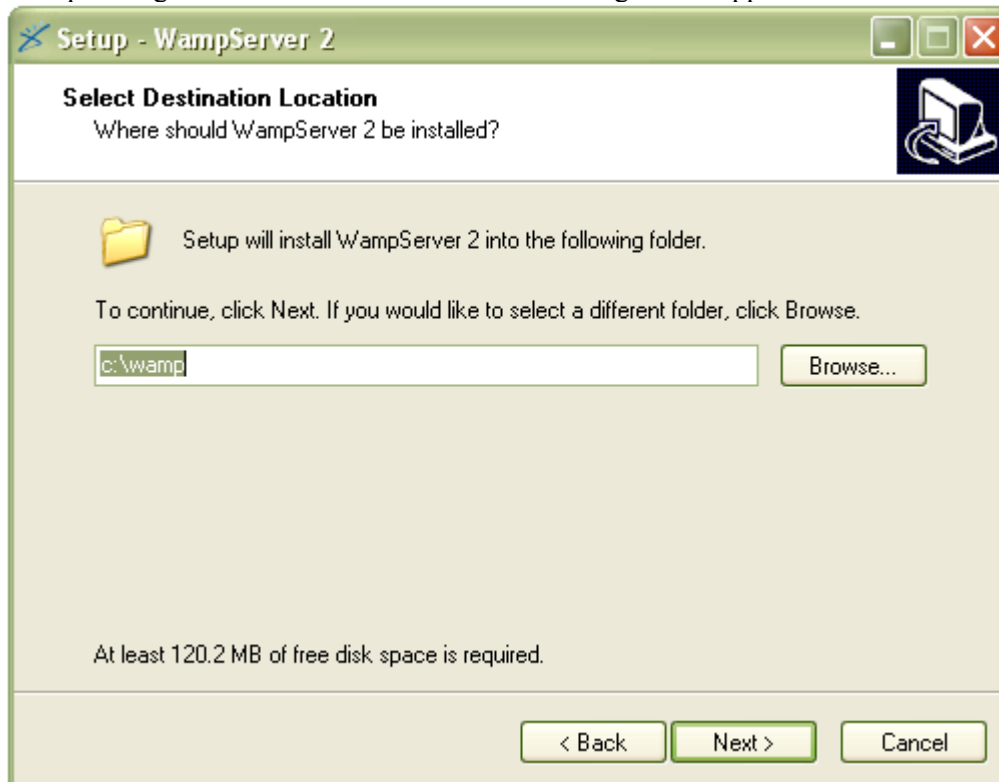 Setup - WampServer 2
Select Destination Location
Where should WampServer 2 be installed?
Setup will install WampServer 2 into the following folder.
To continue, click Next. If you would like to select a different folder, click Browse.
c:\wamp
Browse...
At least 120.2 MB of free disk space is required.
< Back
Next >
Cancel